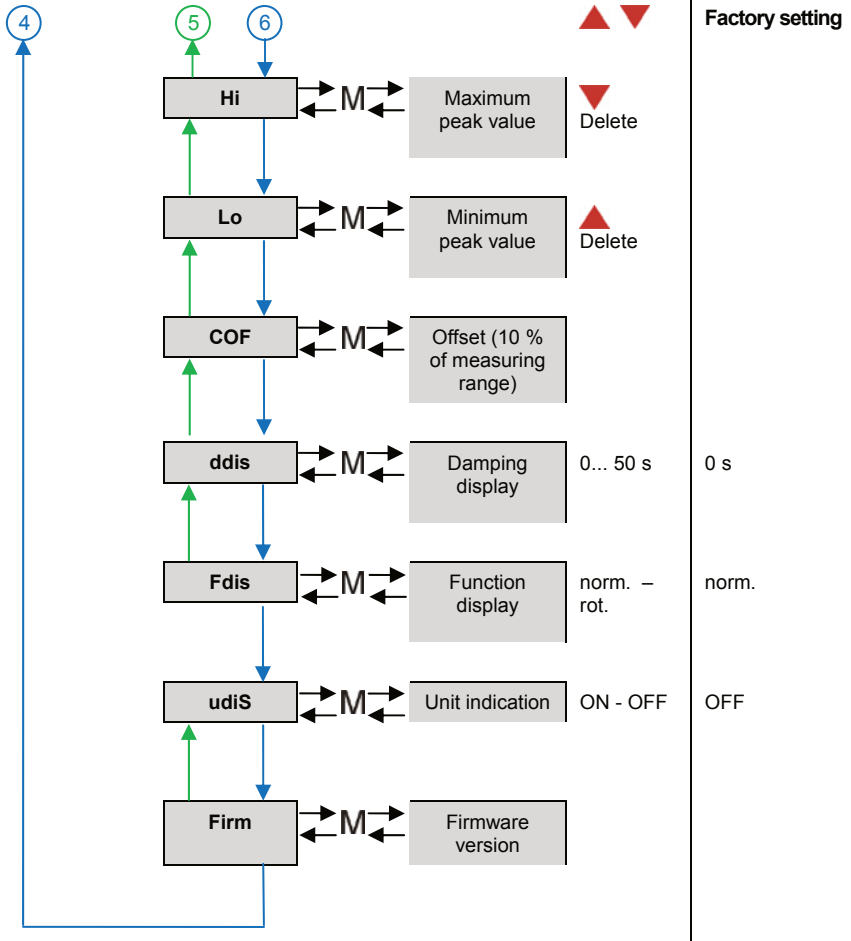 4 5 6 Factory setting
Hi M Maximum
peak value Delete
Lo M Minimum
peak value Delete
COF M Offset (10 %
of measuring
range)
ddis M Damping 0... 50 s 0 s
display
Fdis M Function norm. – norm.
display rot.
udiS M Unit indication ON - OFF OFF
Firm M Firmware
version